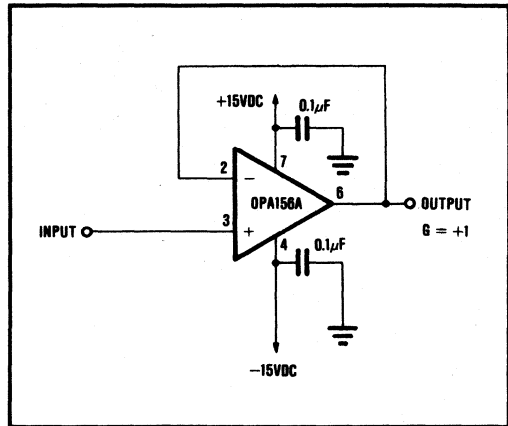 +15VDC
0.1µF
7
2
−
OPA156A
6
OUTPUT
G = +1
INPUT
3
+
4
0.1µF
−15VDC